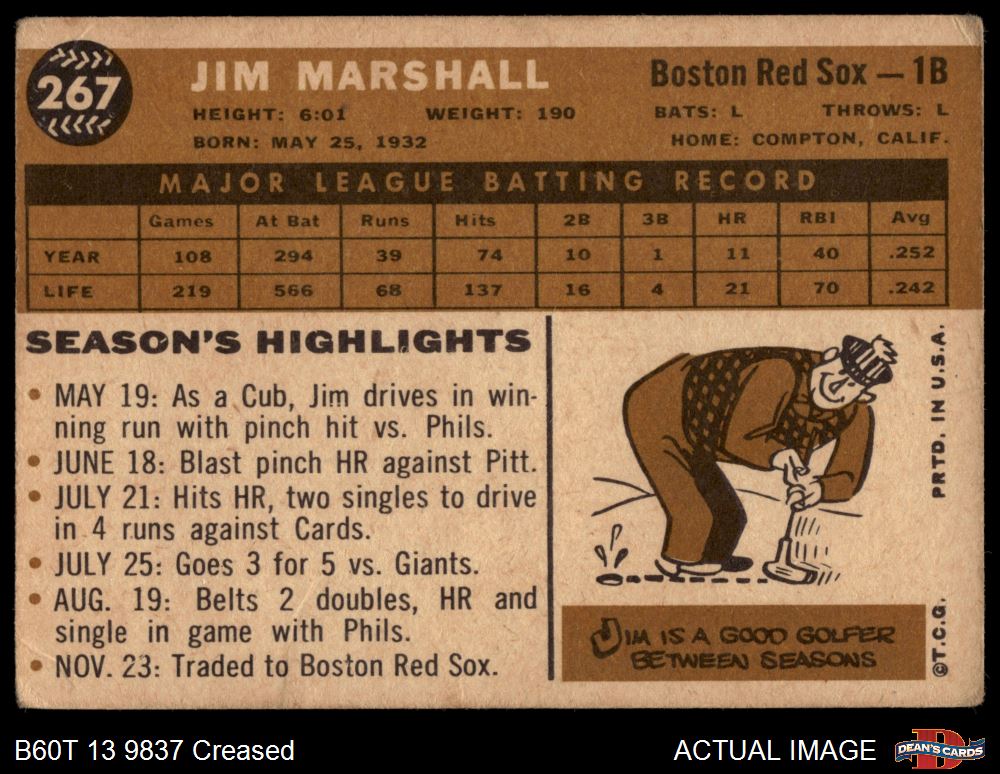 267
JIM MARSHALL
Boston Red Sox — 1B
HEIGHT: 6:01 WEIGHT: 190 BATS: L THROWS: L
BORN: MAY 25, 1932 HOME: COMPTON, CALIF.
MAJOR LEAGUE BATTING RECORD
Games At Bat Runs Hits 2B 3B HR RBI Avg
YEAR 108 294 39 74 10 1 11 40 .252
LIFE 219 566 68 137 16 4 21 70 .242
SEASON'S HIGHLIGHTS
• MAY 19: As a Cub, Jim drives in win-
ning run with pinch hit vs. Phils.
• JUNE 18: Blast pinch HR against Pitt.
• JULY 21: Hits HR, two singles to drive
in 4 runs against Cards.
• JULY 25: Goes 3 for 5 vs. Giants.
• AUG. 19: Belts 2 doubles, HR and
single in game with Phils.
• NOV. 23: Traded to Boston Red Sox.
JIM IS A GOOD GOLFER
BETWEEN SEASONS
©T.C.G. PRTD. IN U.S.A.
B60T 13 9837 Creased
ACTUAL IMAGE
DEAN'S CARDS